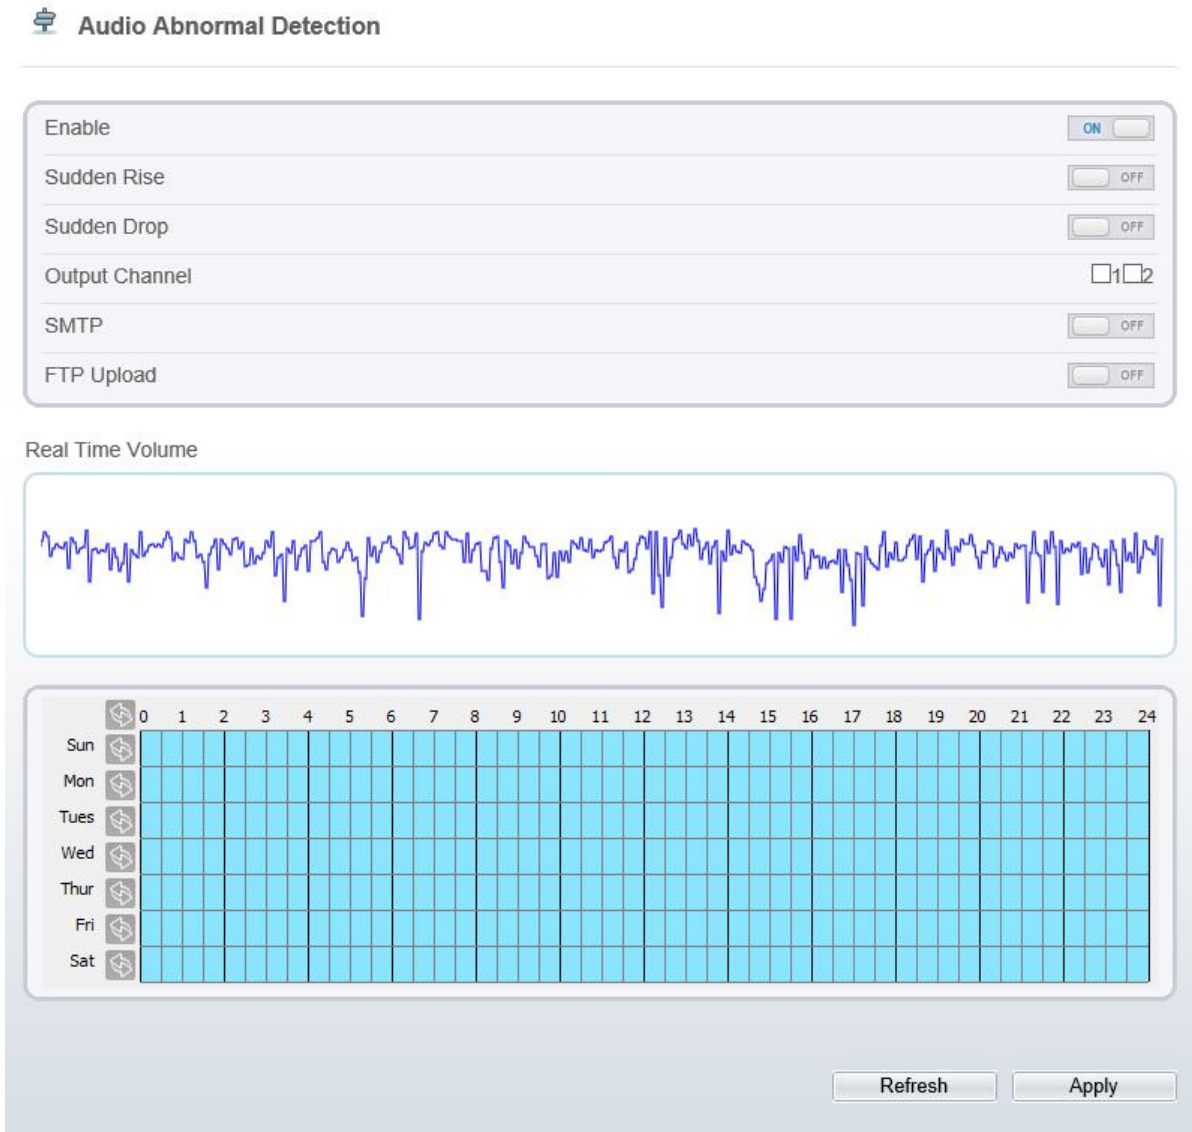 Audio Abnormal Detection
Enable ON
Sudden Rise OFF
Sudden Drop OFF
Output Channel 1 2
SMTP OFF
FTP Upload OFF
Real Time Volume
0 1 2 3 4 5 6 7 8 9 10 11 12 13 14 15 16 17 18 19 20 21 22 23 24
Sun
Mon
Tues
Wed
Thur
Fri
Sat
Refresh Apply